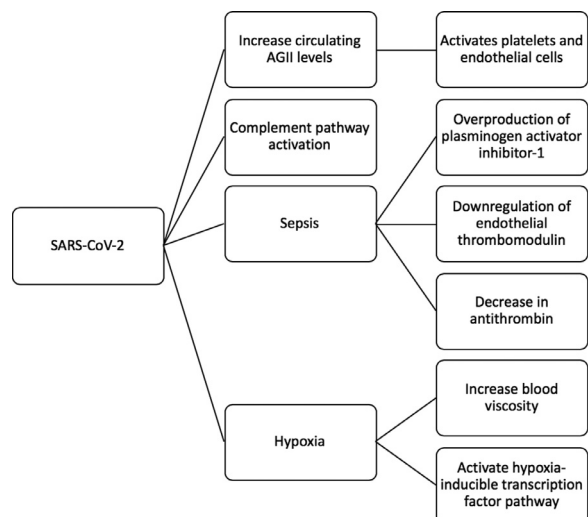 SARS-CoV-2
Increase circulating
AGII levels
Activates platelets and
endothelial cells
Complement pathway
activation
Sepsis
Overproduction of
plasminogen activator
inhibitor-1
Downregulation of
endothelial
thrombomodulin
Decrease in
antithrombin
Hypoxia
Increase blood
viscosity
Activate hypoxia-
inducible transcription
factor pathway